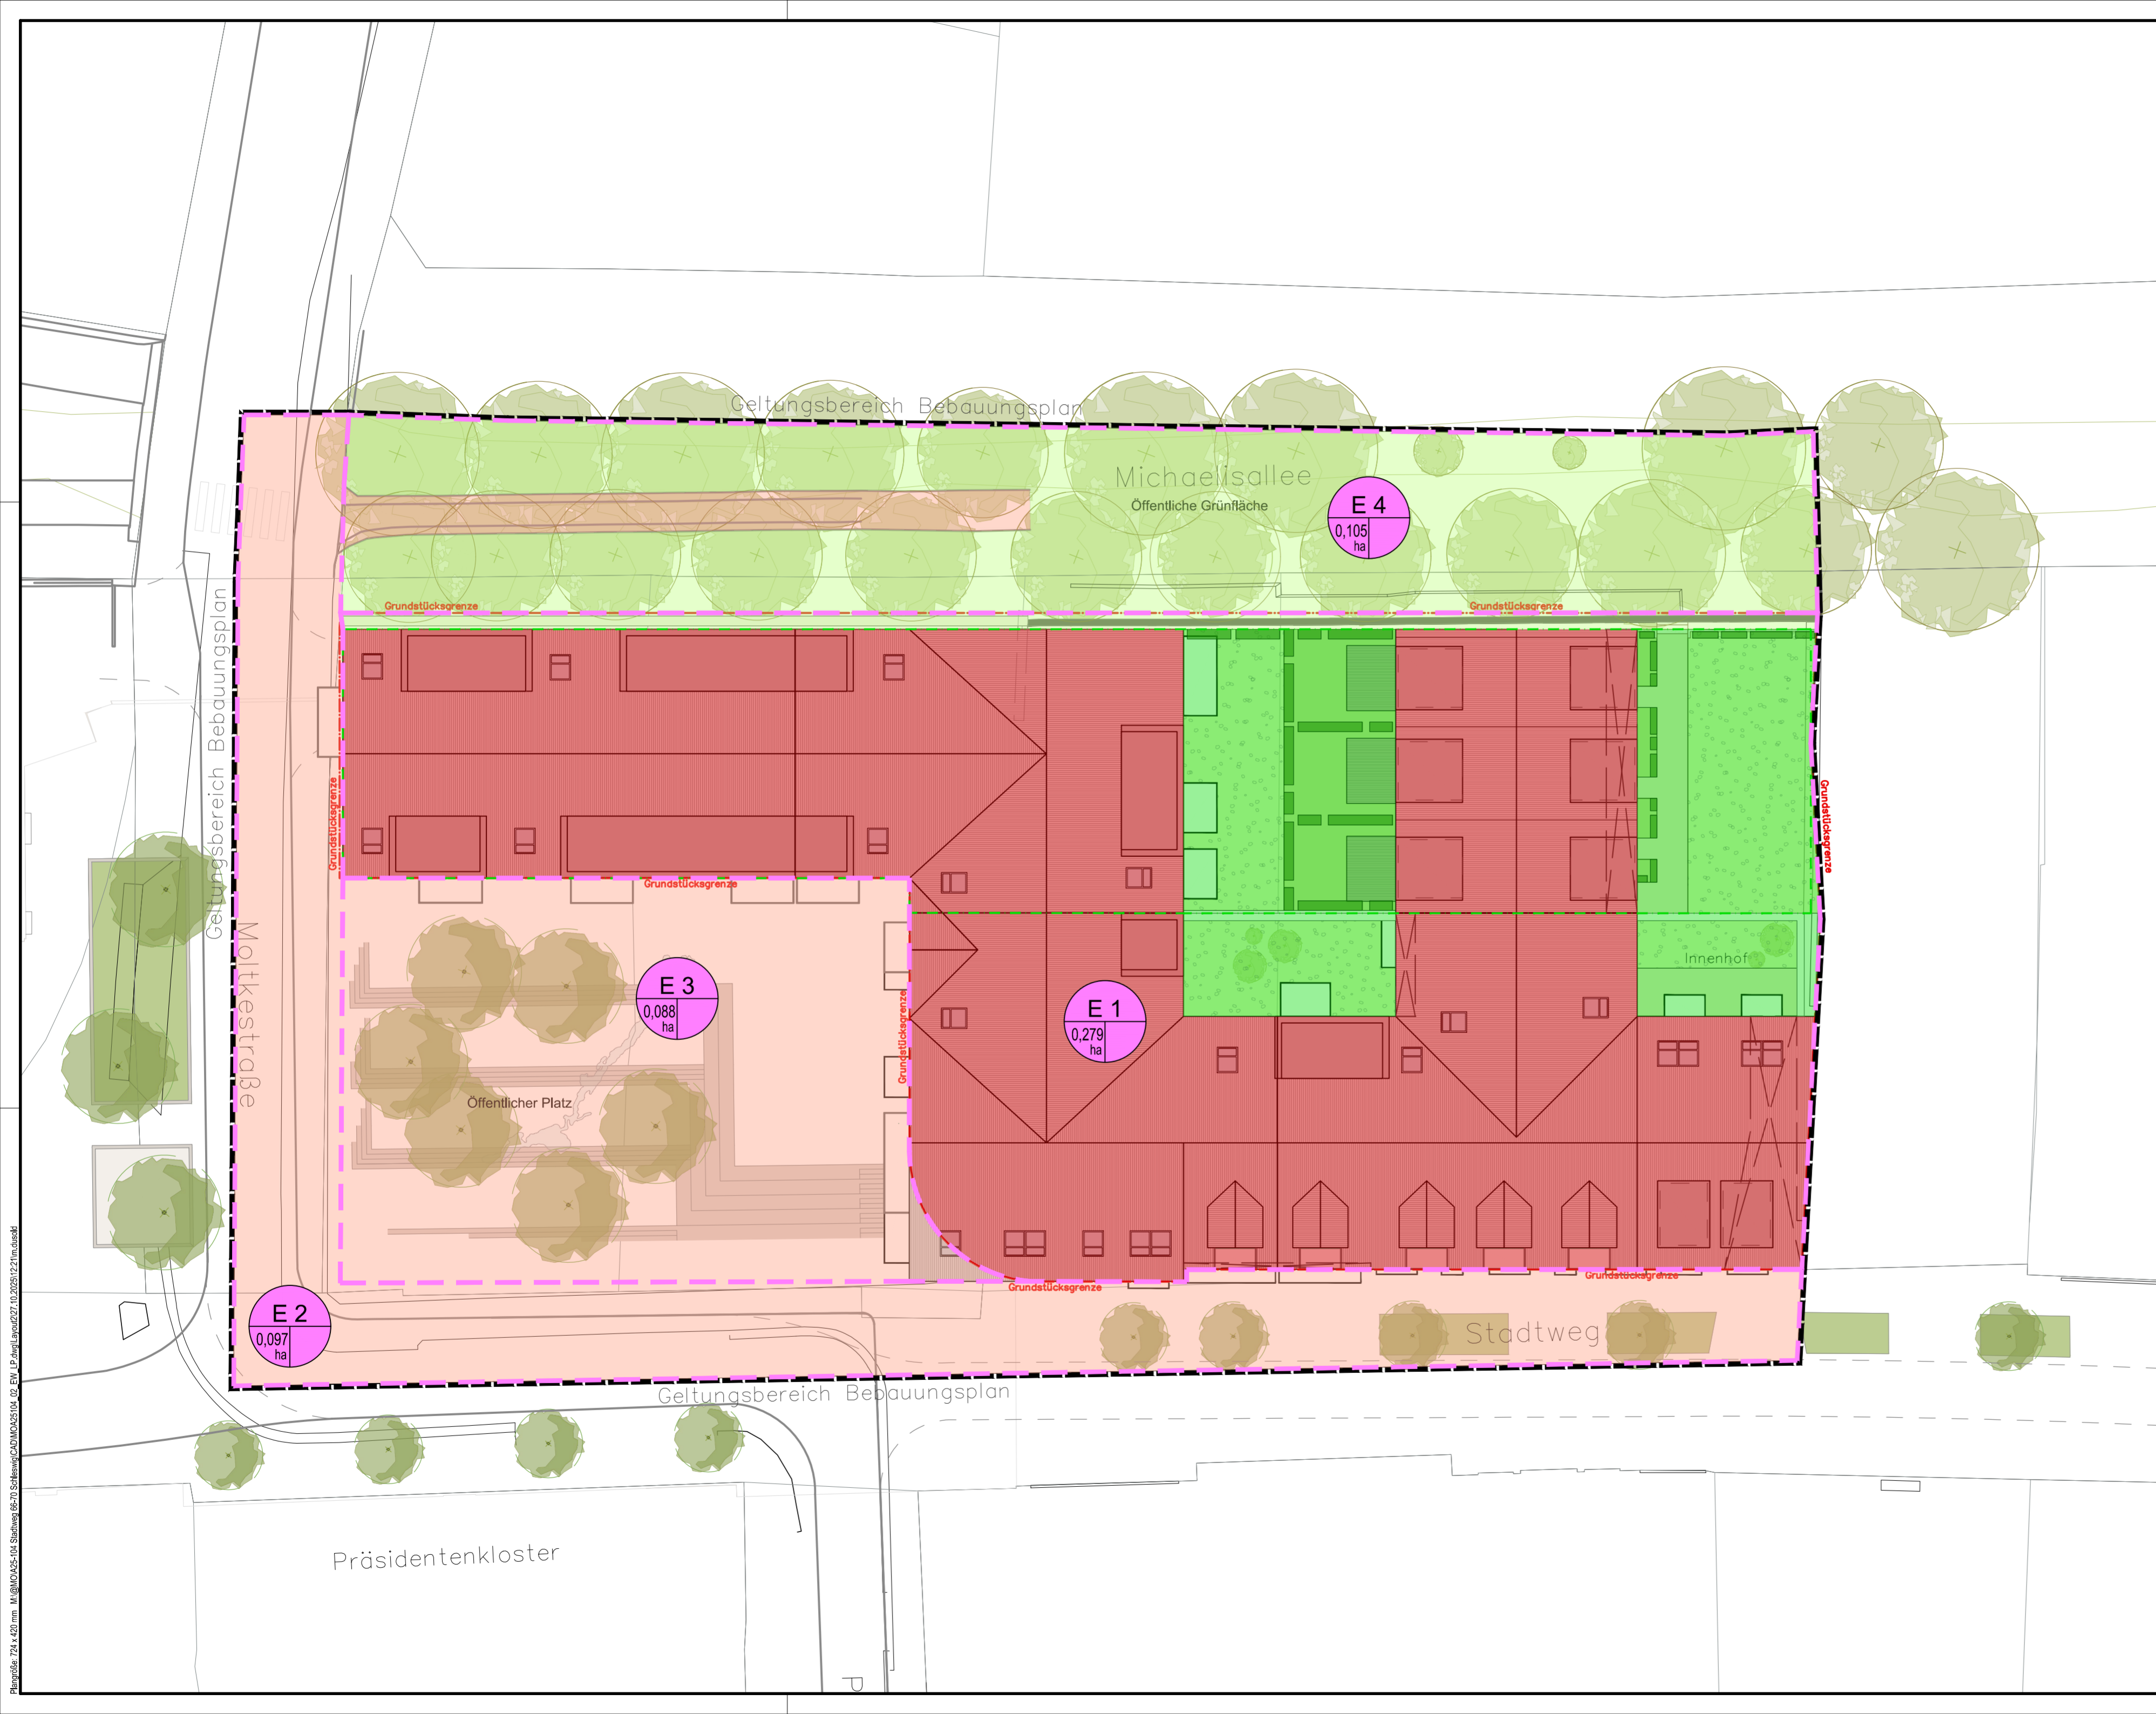 Geltungsbereich Bebauungsplan
Michaelisallee
Öffentliche Grünfläche
E 4
0,105
ha
Grundstücksgrenze
Grundstücksgrenze
Geltungsbereich Bebauungsplan
Grundstücksgrenze
Grundstücksgrenze
Grundstücksgrenze
Moltkestraße
Innenhof
E 3
0,088
ha
Grundstücksgrenze
E 1
0,279
ha
Öffentlicher Platz
Grundstücksgrenze
Grundstücksgrenze
E 2
0,097
ha
Stadtweg
Geltungsbereich Bebauungsplan
Präsidentenkloster
P